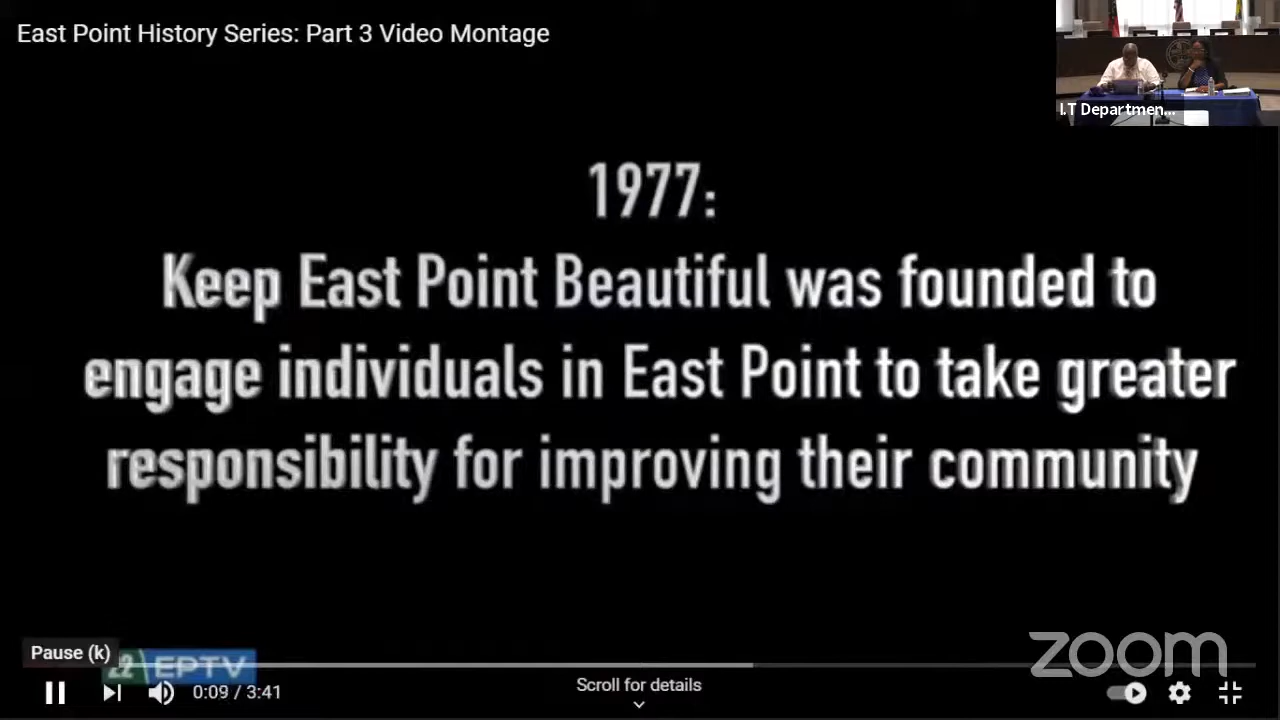 East Point History Series: Part 3 Video Montage
I.T Departmen...
1977:
Keep East Point Beautiful was founded to
engage individuals in East Point to take greater
responsibility for improving their community
Pause (k)
22 EPTV
zoom
0:09 / 3:41
Scroll for details